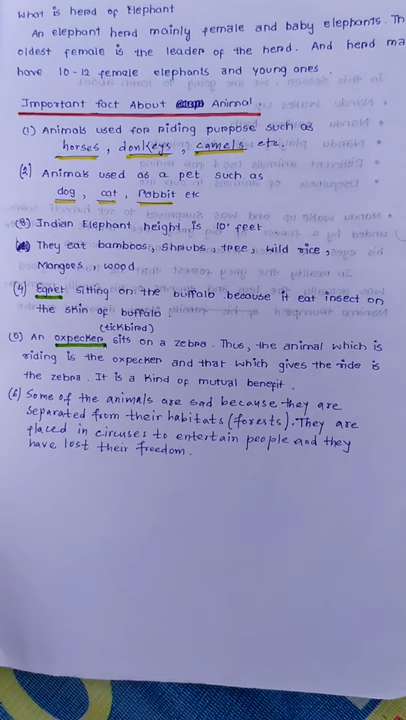 What is herd of Elephant
An elephant herd mainly female and baby elephants. Th
oldest female is the leader of the herd. And herd ma
have 10-12 female elephants and young ones.
Important fact About Animal.
(1) Animals used for riding purpose such as
horses, donkeys, camels etc.
(2) Animals used as a pet such as
dog, cat, Rabbit etc
(3) Indian Elephant height is 10 feet
They eat bamboos, shrubs, tree, wild rice,
Mangoes, wood
(4) Egret sitting on the buffalo because it eat insect on
the skin of buffalo.
(tickbird)
(5) An oxpecker sits on a zebra. Thus, the animal which is
riding is the oxpecker and that which gives the ride is
the zebra. It is a kind of mutual benefit.
(6) Some of the animals are sad because they are
separated from their habitats (forests). They are
placed in circuses to entertain people and they
have lost their freedom.